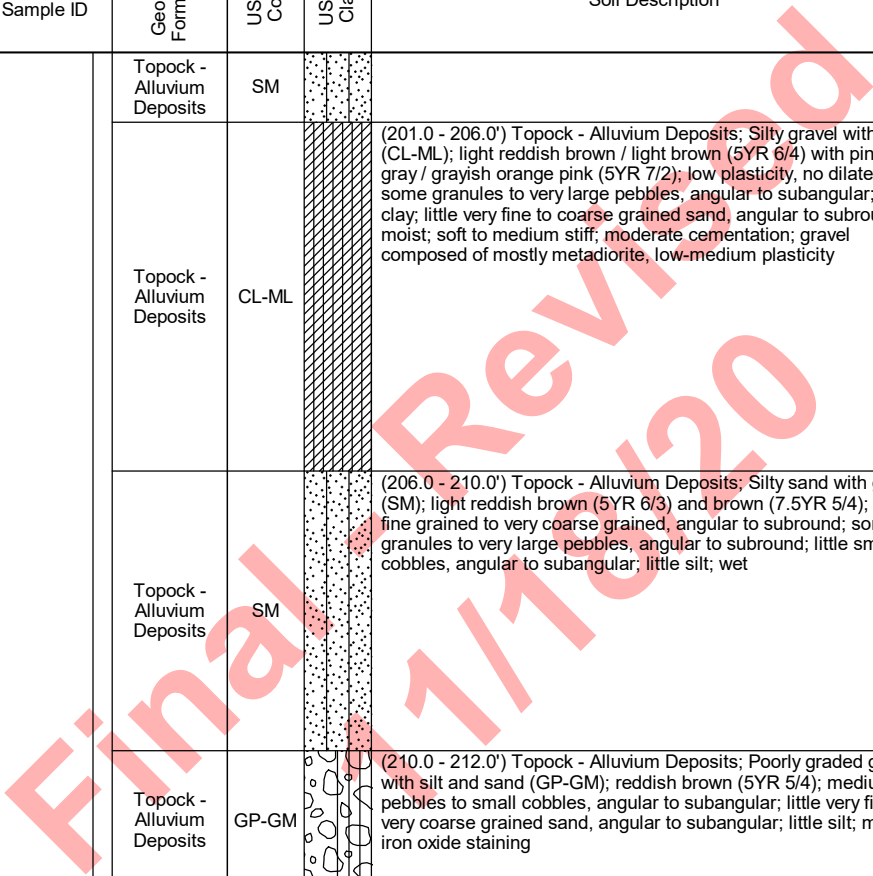 Sample ID
Geo
Form
US
Co
US
Cla
Soil Description
Topock -
Alluvium
Deposits
SM
Topock -
Alluvium
Deposits
CL-ML
(201.0 - 206.0') Topock - Alluvium Deposits; Silty gravel with
(CL-ML); light reddish brown / light brown (5YR 6/4) with pin
gray / grayish orange pink (5YR 7/2); low plasticity, no dilate
some granules to very large pebbles, angular to subangular;
clay; little very fine to coarse grained sand, angular to subrou
moist; soft to medium stiff; moderate cementation; gravel
composed of mostly metadiorite, low-medium plasticity
Topock -
Alluvium
Deposits
SM
(206.0 - 210.0') Topock - Alluvium Deposits; Silty sand with g
(SM); light reddish brown (5YR 6/3) and brown (7.5YR 5/4);
fine grained to very coarse grained, angular to subround; so
granules to very large pebbles, angular to subround; little sm
cobbles, angular to subangular; little silt; wet
Topock -
Alluvium
Deposits
GP-GM
(210.0 - 212.0') Topock - Alluvium Deposits; Poorly graded g
with silt and sand (GP-GM); reddish brown (5YR 5/4); mediu
pebbles to small cobbles, angular to subangular; little very fi
very coarse grained sand, angular to subangular; little silt; m
iron oxide staining
Final - Revised
11/18/20